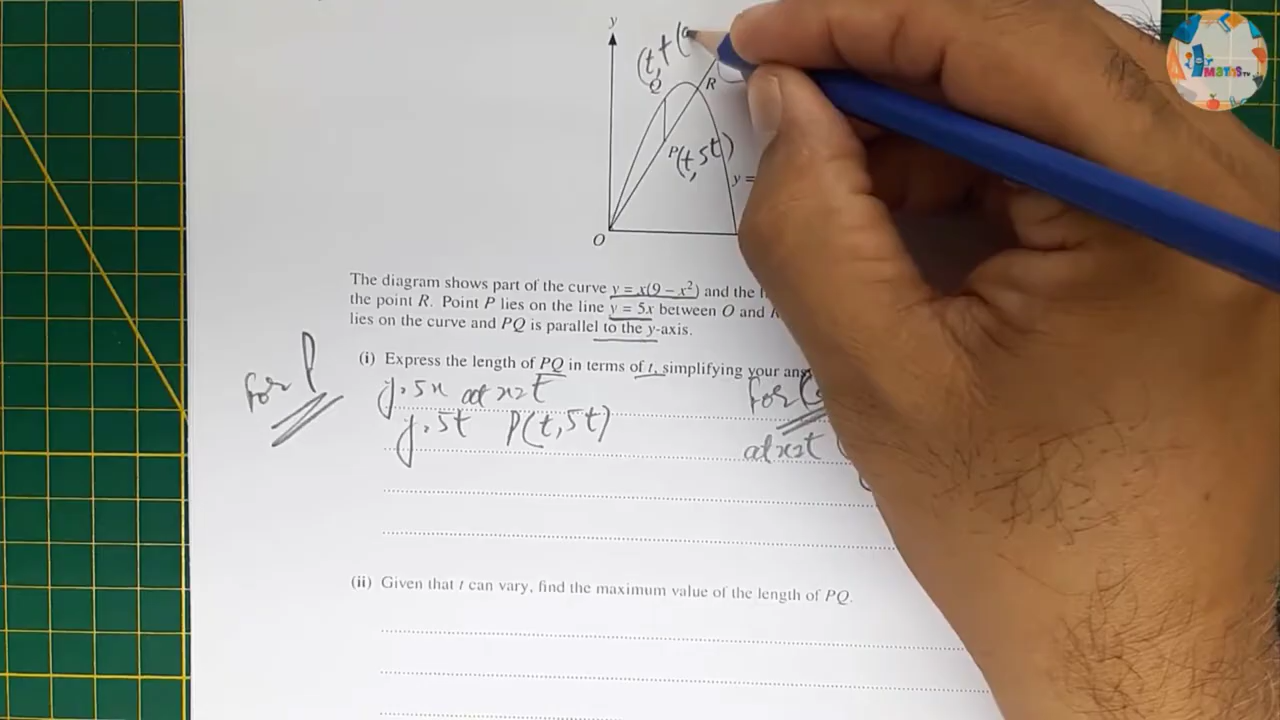 y
(t, t(9
Q
R
P(t, 5t)
y =
O
The diagram shows part of the curve y = x(9 − x²) and the
the point R. Point P lies on the line y = 5x between O and
lies on the curve and PQ is parallel to the y-axis.
(i) Express the length of PQ in terms of t, simplifying your
for P
y=5x at x=t
y=5t P(t, 5t)
for
at x=t
(ii) Given that t can vary, find the maximum value of the length of PQ.
Maths TV